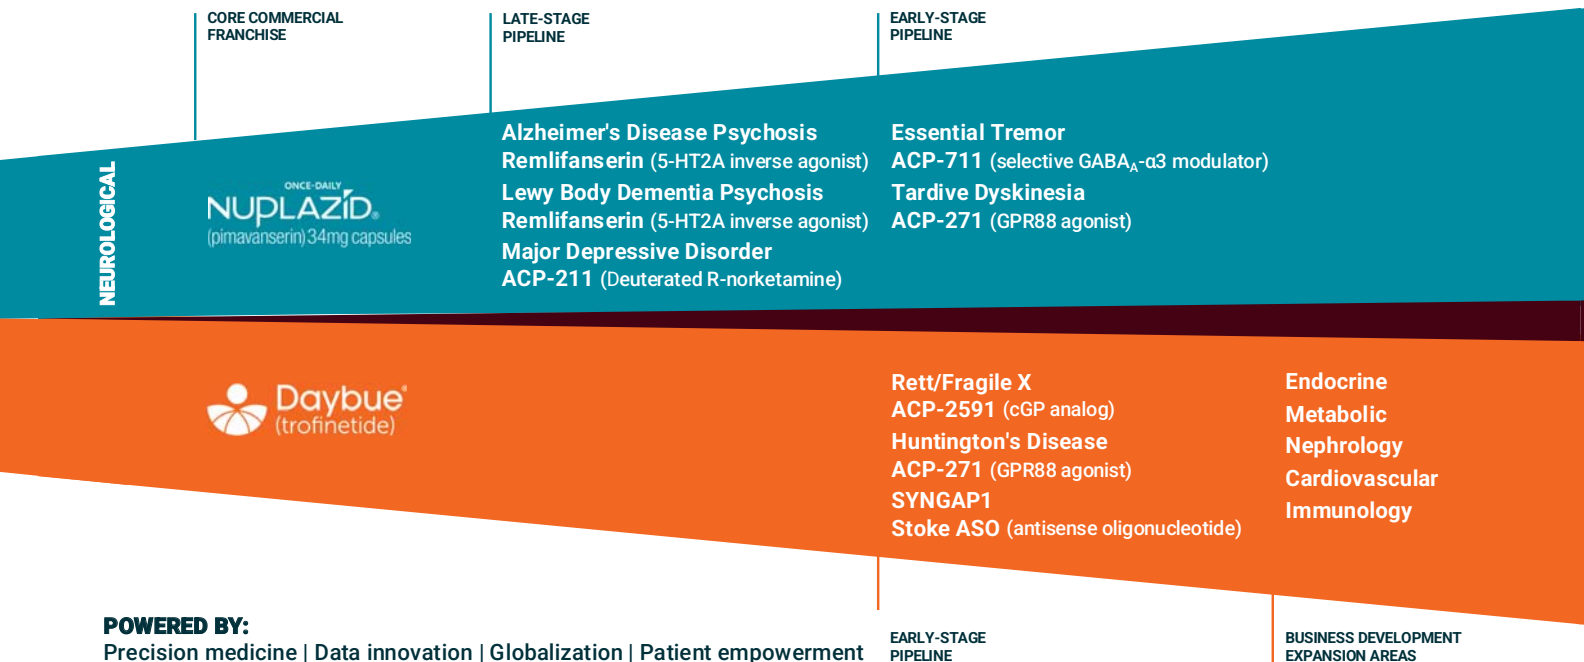 CORE COMMERCIAL
FRANCHISE
LATE-STAGE
PIPELINE
EARLY-STAGE
PIPELINE
NEUROLOGICAL
ONCE-DAILY
NUPLAZID®
(pimavanserin) 34mg capsules
Alzheimer's Disease Psychosis
Remlifanserin (5-HT2A inverse agonist)
Lewy Body Dementia Psychosis
Remlifanserin (5-HT2A inverse agonist)
Major Depressive Disorder
ACP-211 (Deuterated R-norketamine)
Essential Tremor
ACP-711 (selective GABAA-α3 modulator)
Tardive Dyskinesia
ACP-271 (GPR88 agonist)
Daybue®
(trofinetide)
Rett/Fragile X
ACP-2591 (cGP analog)
Huntington's Disease
ACP-271 (GPR88 agonist)
SYNGAP1
Stoke ASO (antisense oligonucleotide)
Endocrine
Metabolic
Nephrology
Cardiovascular
Immunology
POWERED BY:
Precision medicine | Data innovation | Globalization | Patient empowerment
EARLY-STAGE
PIPELINE
BUSINESS DEVELOPMENT
EXPANSION AREAS